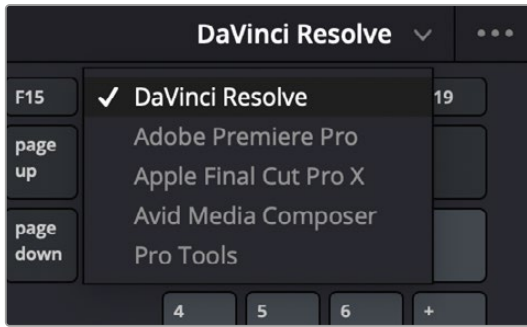 DaVinci Resolve
F15
✓ DaVinci Resolve
19
page
up
Adobe Premiere Pro
Apple Final Cut Pro X
page
down
Avid Media Composer
Pro Tools
4 5 6 +